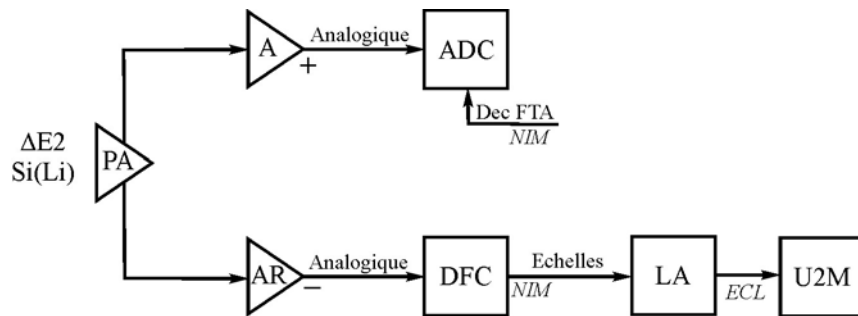 A
+
Analogique
ADC
Dec FTA
NIM
ΔE2
Si(Li)
PA
AR
−
Analogique
DFC
Echelles
NIM
LA
ECL
U2M